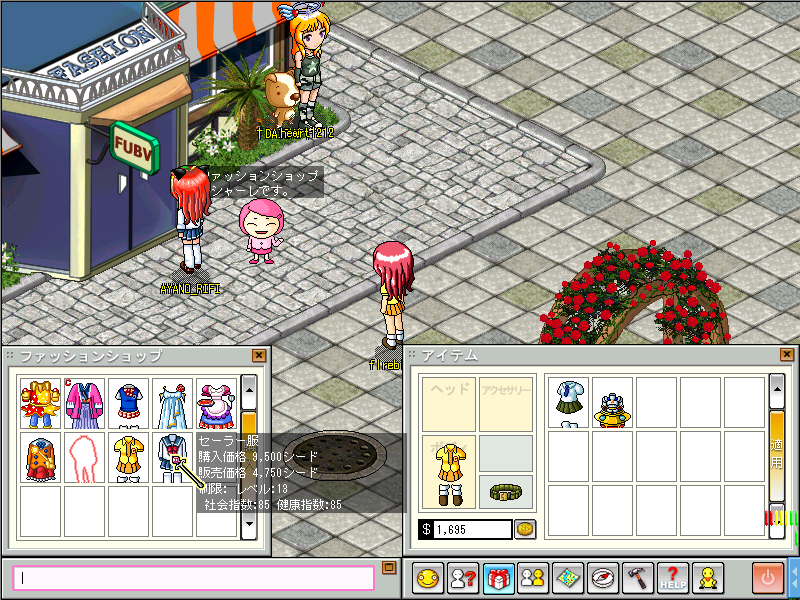 FASHION
FUBV
†DA†heart1212
ァッションショップ
シャーレです。
AYANO_RIFI
f1reb
ファッションショップ
アイテム
ヘッド
アクセサリー
セーラー服
購入価格 9,500シード
販売価格 4,750シード
制限: レベル:13
社会指数:85 健康指数:85
適用
$ 1,695
HELP